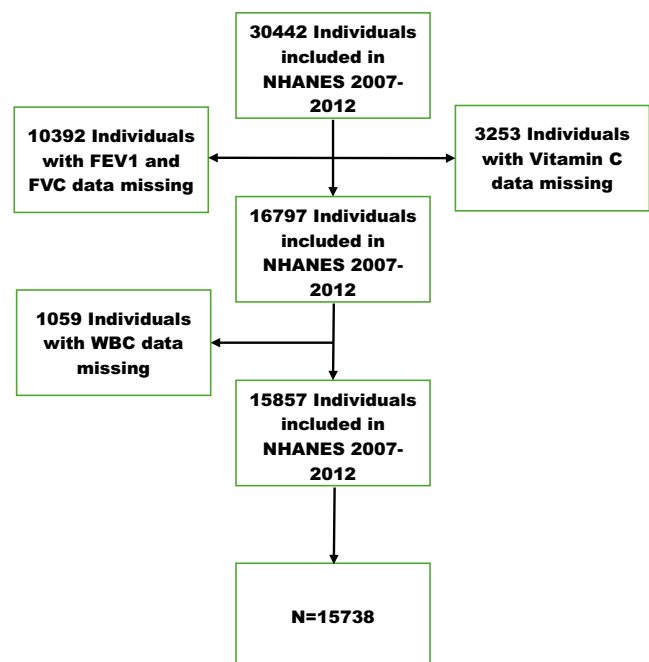 30442 Individuals
included in
NHANES 2007-
2012
10392 Individuals
with FEV1 and
FVC data missing
3253 Individuals
with Vitamin C
data missing
16797 Individuals
included in
NHANES 2007-
2012
1059 Individuals
with WBC data
missing
15857 Individuals
included in
NHANES 2007-
2012
N=15738